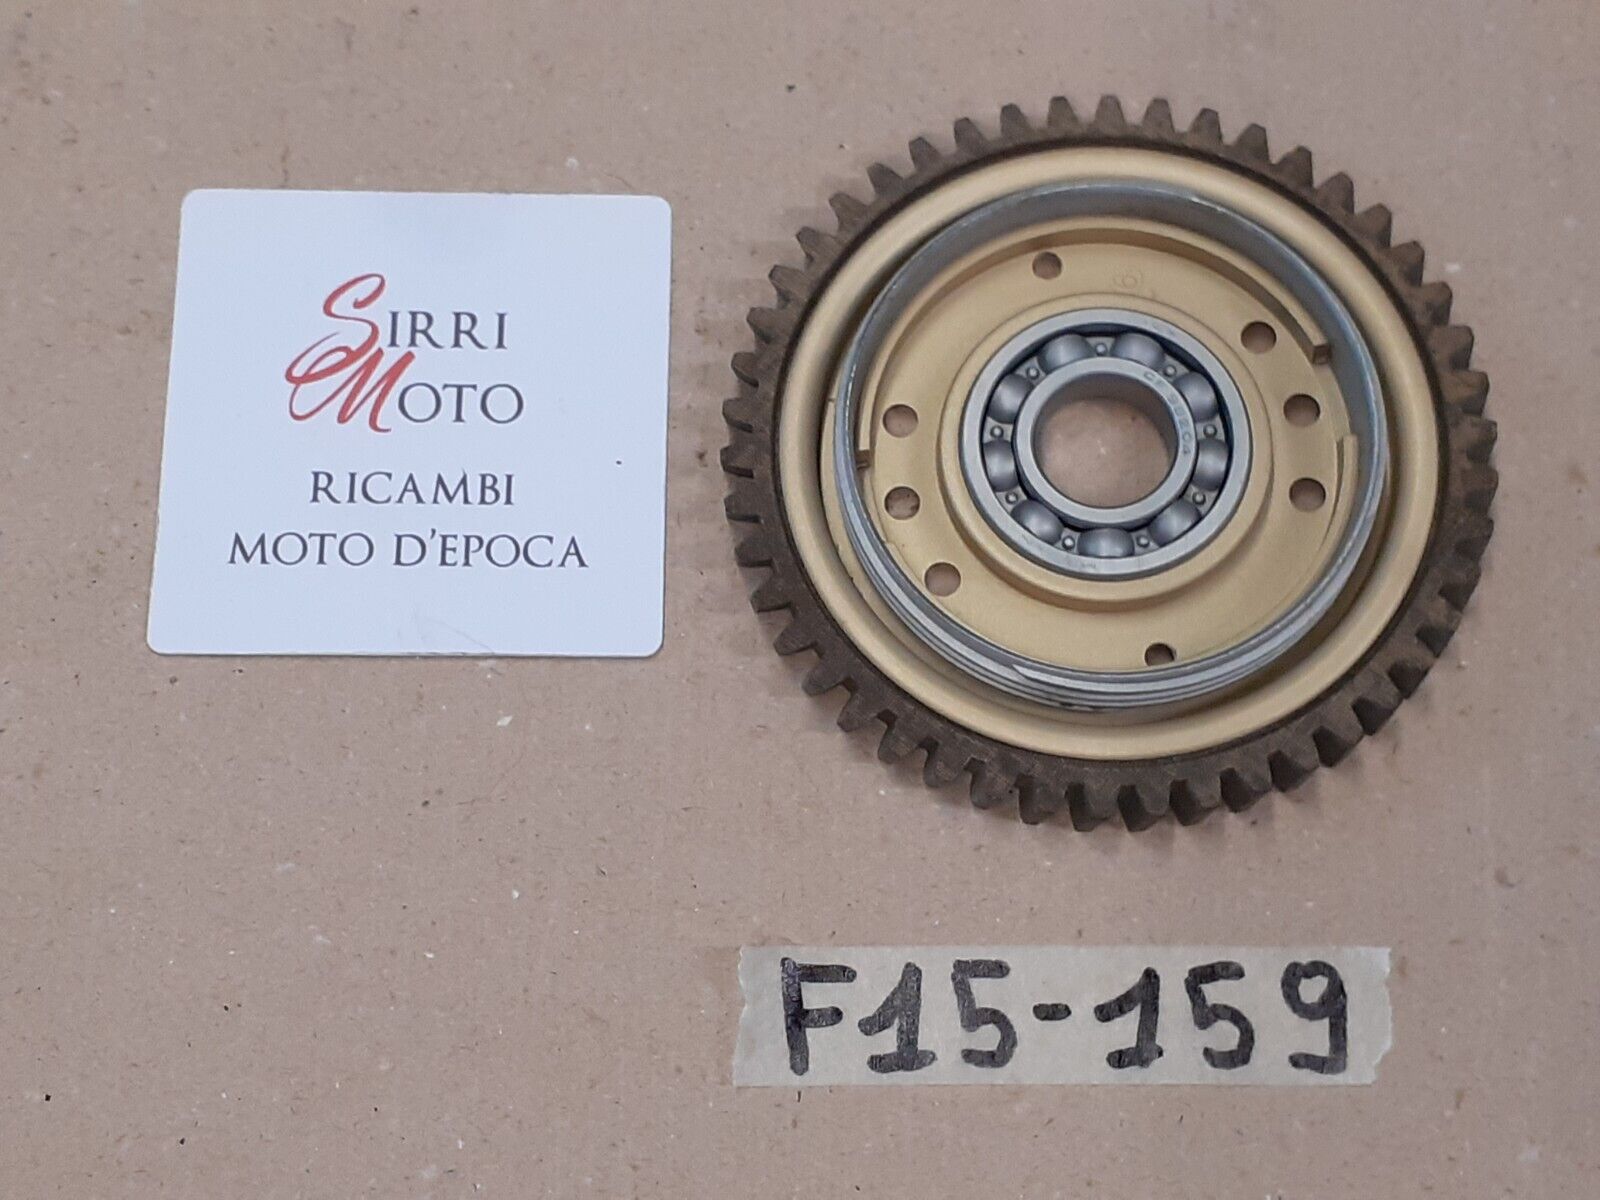 SIRRI
MOTO
RICAMBI
MOTO D'EPOCA
F15-159